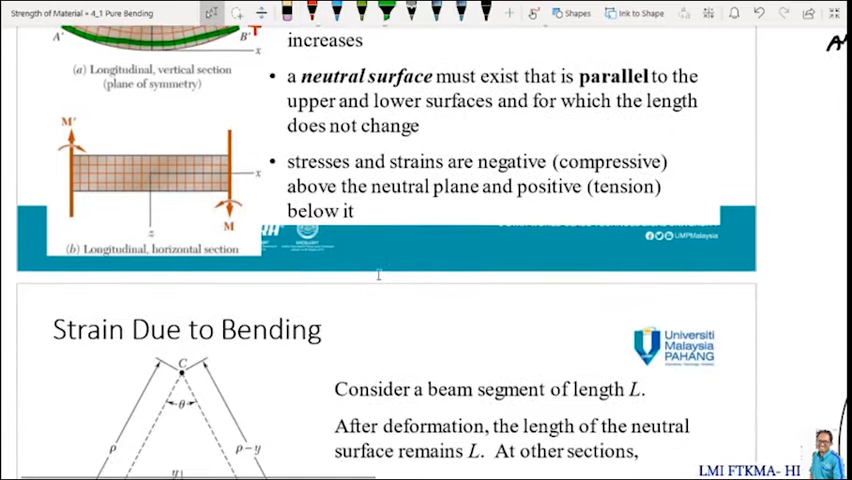 Strength of Material » 4_1 Pure Bending
Shapes
Ink to Shape
A' B' T
x
increases
(a) Longitudinal, vertical section
(plane of symmetry)
• a neutral surface must exist that is parallel to the
upper and lower surfaces and for which the length
does not change
M'
x
z
M
(b) Longitudinal, horizontal section
• stresses and strains are negative (compressive)
above the neutral plane and positive (tension)
below it
UMPMalaysia
Strain Due to Bending
Universiti
Malaysia
PAHANG
C
θ
ρ
ρ − y
y
Consider a beam segment of length L.
After deformation, the length of the neutral
surface remains L. At other sections,
LMI FTKMA- HI